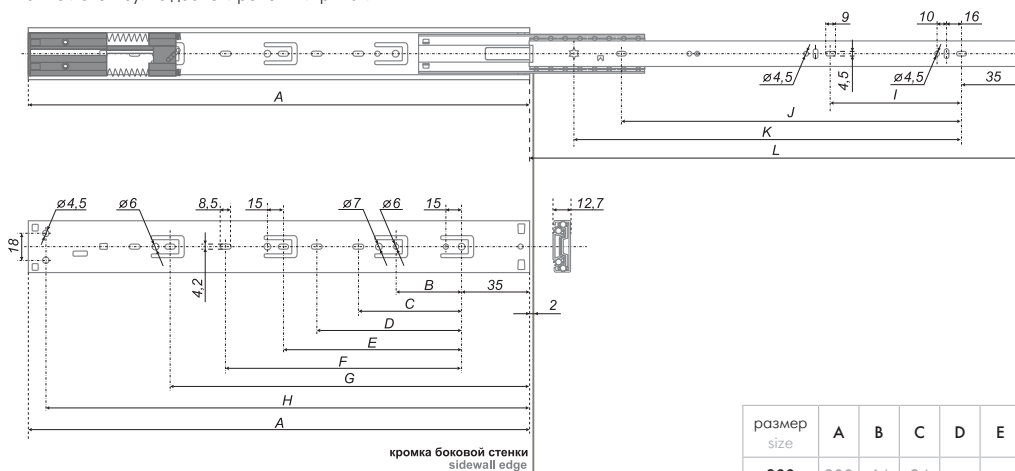 9
10
16
ø4,5
4,5
ø4,5
35
A
I
J
K
L
ø4,5
ø6
8,5
15
ø7
ø6
15
12,7
18
4,2
B
35
C
2
D
E
F
G
H
A
кромка боковой стенки
sidewall edge
размер
size
A B C D E